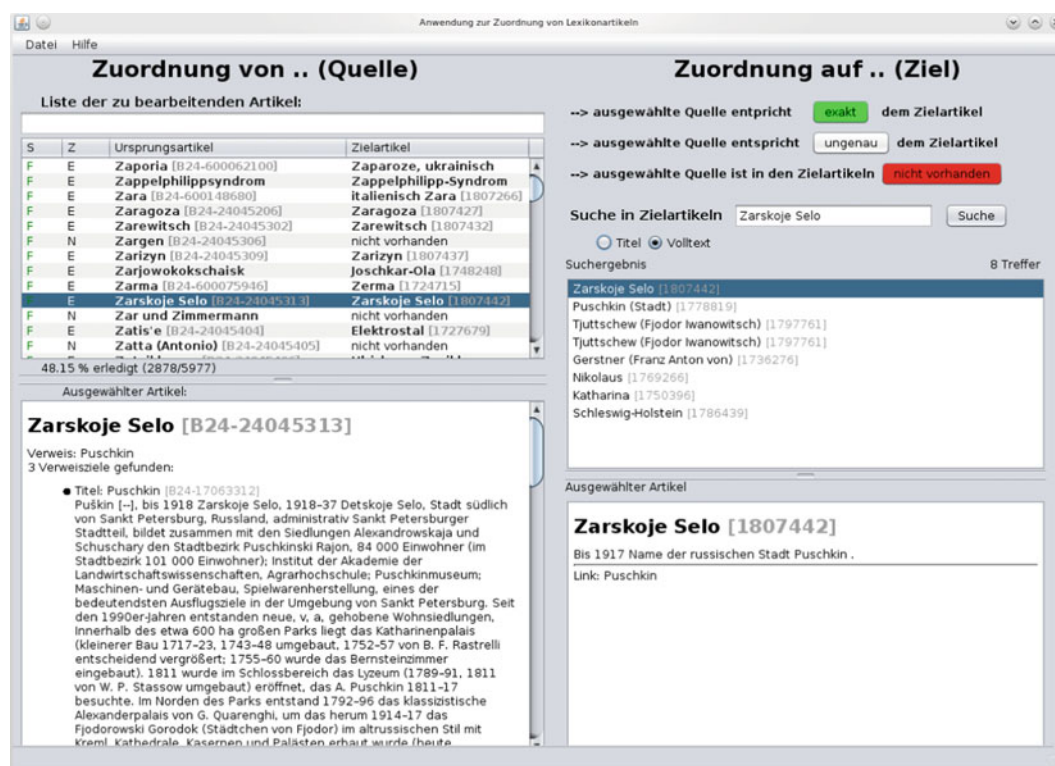 Anwendung zur Zuordnung von Lexikonartikeln
Datei Hilfe
Zuordnung von .. (Quelle)
Liste der zu bearbeitenden Artikel:
S Z Ursprungsartikel Zielartikel
F E Zaporia [B24-600062100] Zaparoze, ukrainisch
F E Zappelphilippsyndrom Zappelphilipp-Syndrom
F E Zara [B24-600148680] italienisch Zara [1807266]
F E Zaragoza [B24-24045206] Zaragoza [1807427]
F E Zarewitsch [B24-24045302] Zarewitsch [1807432]
F N Zargen [B24-24045306] nicht vorhanden
F E Zarizyn [B24-24045309] Zarizyn [1807437]
F E Zarjowokokschaisk Joschkar-Ola [1748248]
F E Zarma [B24-600075946] Zerma [1724715]
F E Zarskoje Selo [B24-24045313] Zarskoje Selo [1807442]
F N Zar und Zimmermann nicht vorhanden
F E Zatis'e [B24-24045404] Elektrostal [1727679]
F N Zatta (Antonio) [B24-24045405] nicht vorhanden
48.15 % erledigt (2878/5977)
Ausgewählter Artikel:
Zarskoje Selo [B24-24045313]
Verweis: Puschkin
3 Verweisziele gefunden:
● Titel: Puschkin [B24-17063312]
Puškin [--], bis 1918 Zarskoje Selo, 1918–37 Detskoje Selo, Stadt südlich
von Sankt Petersburg, Russland, administrativ Sankt Petersburger
Stadtteil, bildet zusammen mit den Siedlungen Alexandrowskaja und
Schuschary den Stadtbezirk Puschkinski Rajon, 84 000 Einwohner (im
Stadtbezirk 101 000 Einwohner); Institut der Akademie der
Landwirtschaftswissenschaften, Agrarhochschule; Puschkinmuseum;
Maschinen- und Gerätebau, Spielwarenherstellung, eines der
bedeutendsten Ausflugsziele in der Umgebung von Sankt Petersburg. Seit
den 1990er-Jahren entstanden neue, v, a, gehobene Wohnsiedlungen,
Innerhalb des etwa 600 ha großen Parks liegt das Katharinenpalais
(kleinerer Bau 1717–23, 1743–48 umgebaut, 1752–57 von B. F. Rastrelli
entscheidend vergrößert; 1755–60 wurde das Bernsteinzimmer
eingebaut). 1811 wurde im Schlossbereich das Lyzeum (1789–91, 1811
von W. P. Stassow umgebaut) eröffnet, das A. Puschkin 1811–17
besuchte. Im Norden des Parks entstand 1792–96 das klassizistische
Alexanderpalais von G. Quarenghi, um das herum 1914–17 das
Fjodorowski Gorodok (Städtchen von Fjodor) im altrussischen Stil mit
Kreml, Kathedrale, Kasernen und Palästen erbaut wurde (heute
Zuordnung auf .. (Ziel)
--> ausgewählte Quelle entpricht exakt dem Zielartikel
--> ausgewählte Quelle entspricht ungenau dem Zielartikel
--> ausgewählte Quelle ist in den Zielartikeln nicht vorhanden
Suche in Zielartikeln Zarskoje Selo Suche
Titel Volltext
Suchergebnis 8 Treffer
Zarskoje Selo [1807442]
Puschkin (Stadt) [1778819]
Tjuttschew (Fjodor Iwanowitsch) [1797761]
Tjuttschew (Fjodor Iwanowitsch) [1797761]
Gerstner (Franz Anton von) [1736276]
Nikolaus [1769266]
Katharina [1750396]
Schleswig-Holstein [1786439]
Ausgewählter Artikel
Zarskoje Selo [1807442]
Bis 1917 Name der russischen Stadt Puschkin .
Link: Puschkin